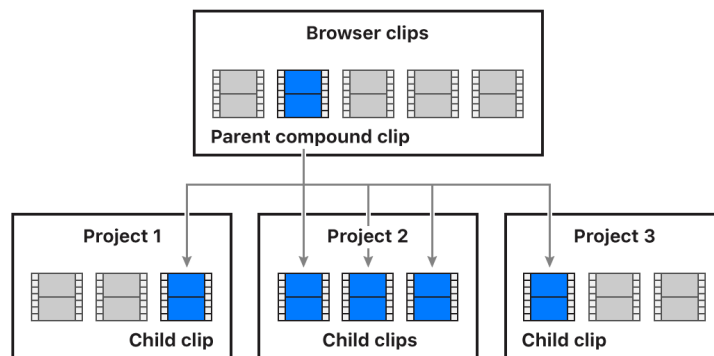 Browser clips
Parent compound clip
Project 1
Project 2
Project 3
Child clip
Child clips
Child clip